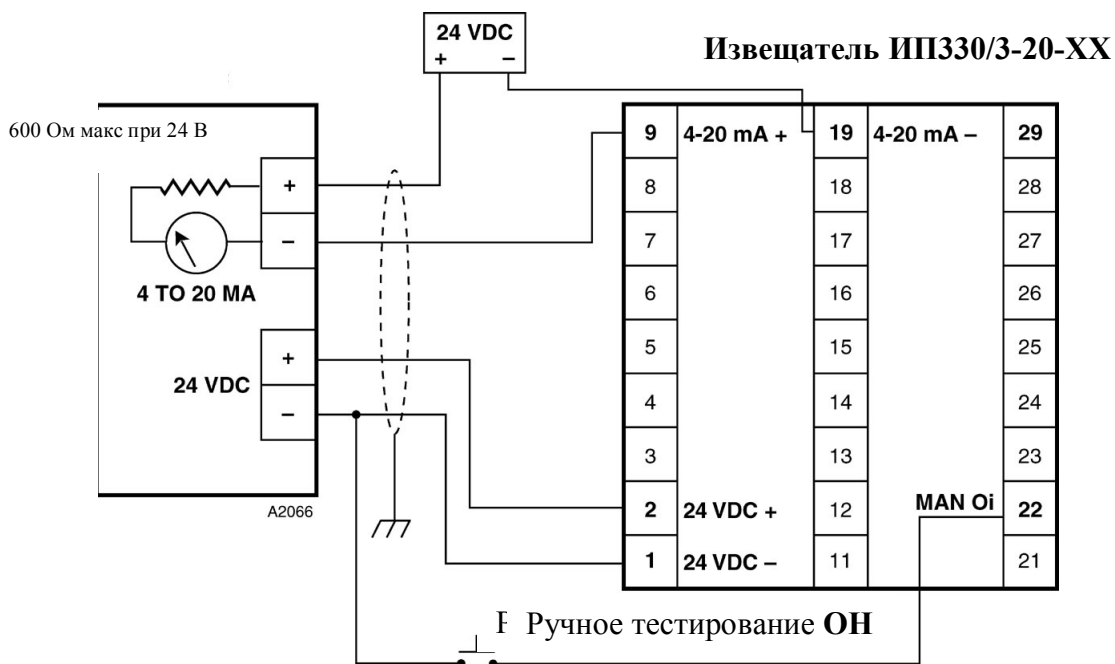 24 VDC
+ –
Извещатель ИП330/3-20-ХХ
600 Ом макс при 24 В
+
–
4 TO 20 MA
24 VDC
+
–
A2066
9 4-20 mA + 19 4-20 mA – 29
8 18 28
7 17 27
6 16 26
5 15 25
4 14 24
3 13 23
2 24 VDC + 12 MAN Oi 22
1 24 VDC – 11 21
Ручное тестирование ОН